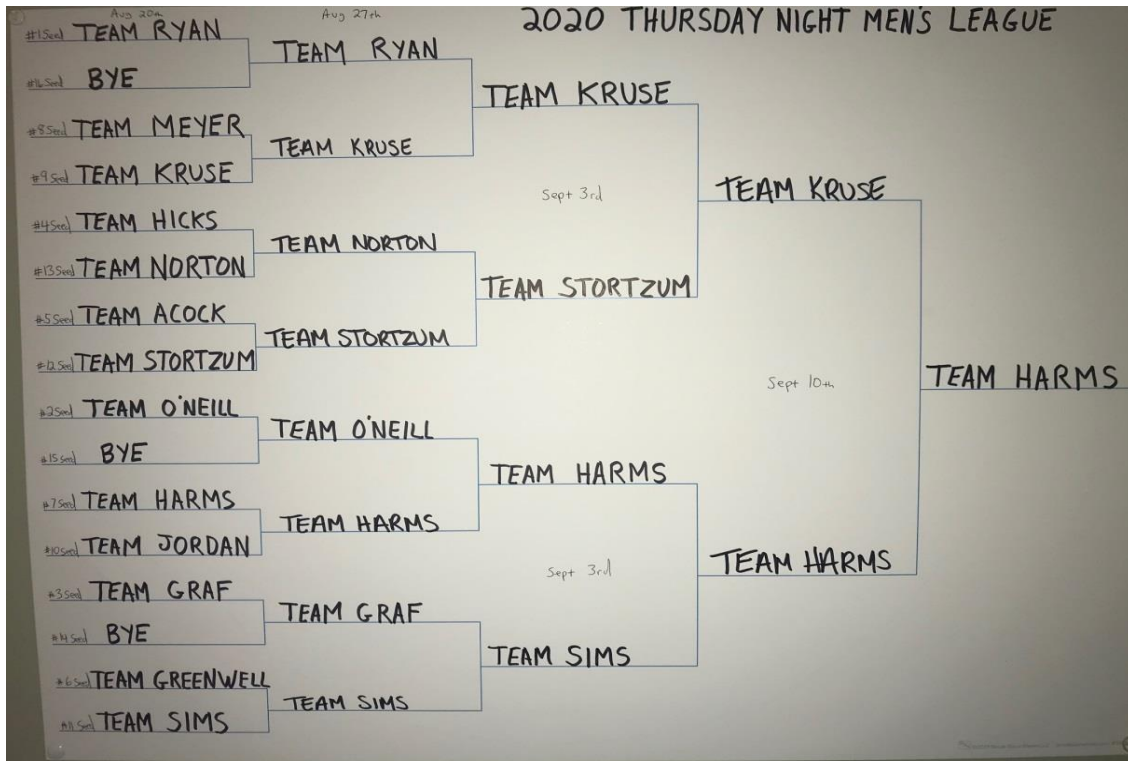 2020 THURSDAY NIGHT MEN'S LEAGUE
Aug 20th
#1 Seed TEAM RYAN
#16 Seed BYE
#8 Seed TEAM MEYER
#9 Seed TEAM KRUSE
#4 Seed TEAM HICKS
#13 Seed TEAM NORTON
#5 Seed TEAM ACOCK
#12 Seed TEAM STORTZUM
#2 Seed TEAM O'NEILL
#15 Seed BYE
#7 Seed TEAM HARMS
#10 Seed TEAM JORDAN
#3 Seed TEAM GRAF
#14 Seed BYE
#6 Seed TEAM GREENWELL
#11 Seed TEAM SIMS
Aug 27th
TEAM RYAN
TEAM KRUSE
TEAM NORTON
TEAM STORTZUM
TEAM O'NEILL
TEAM HARMS
TEAM GRAF
TEAM SIMS
TEAM KRUSE
Sept 3rd
TEAM STORTZUM
TEAM HARMS
Sept 3rd
TEAM SIMS
TEAM KRUSE
Sept 10th
TEAM HARMS
TEAM HARMS